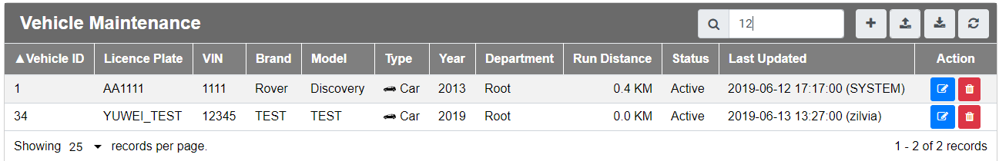 Vehicle Maintenance 12
▲Vehicle ID Licence Plate VIN Brand Model Type Year Department Run Distance Status Last Updated Action
1 AA1111 1111 Rover Discovery Car 2013 Root 0.4 KM Active 2019-06-12 17:17:00 (SYSTEM)
34 YUWEI_TEST 12345 TEST TEST Car 2019 Root 0.0 KM Active 2019-06-13 13:27:00 (zilvia)
Showing 25 records per page. 1 - 2 of 2 records